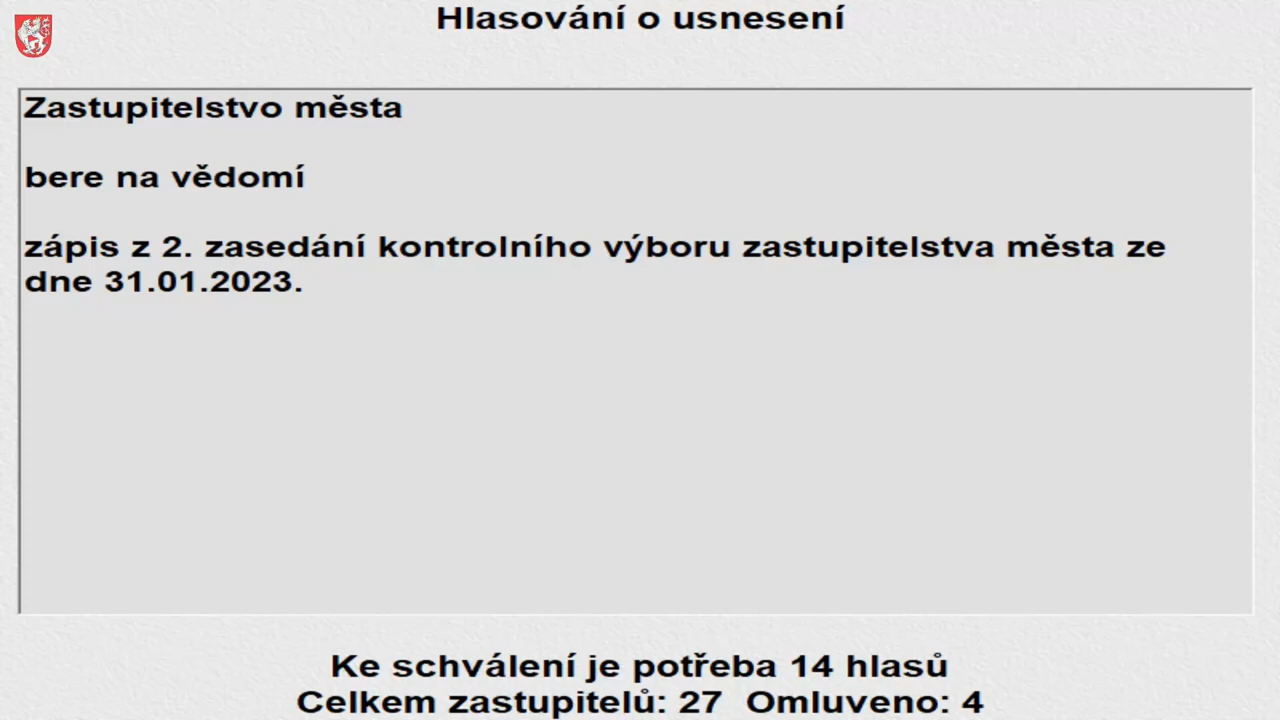 Hlasování o usnesení
Zastupitelstvo města
bere na vědomí
zápis z 2. zasedání kontrolního výboru zastupitelstva města ze
dne 31.01.2023.
Ke schválení je potřeba 14 hlasů
Celkem zastupitelů: 27 Omluveno: 4